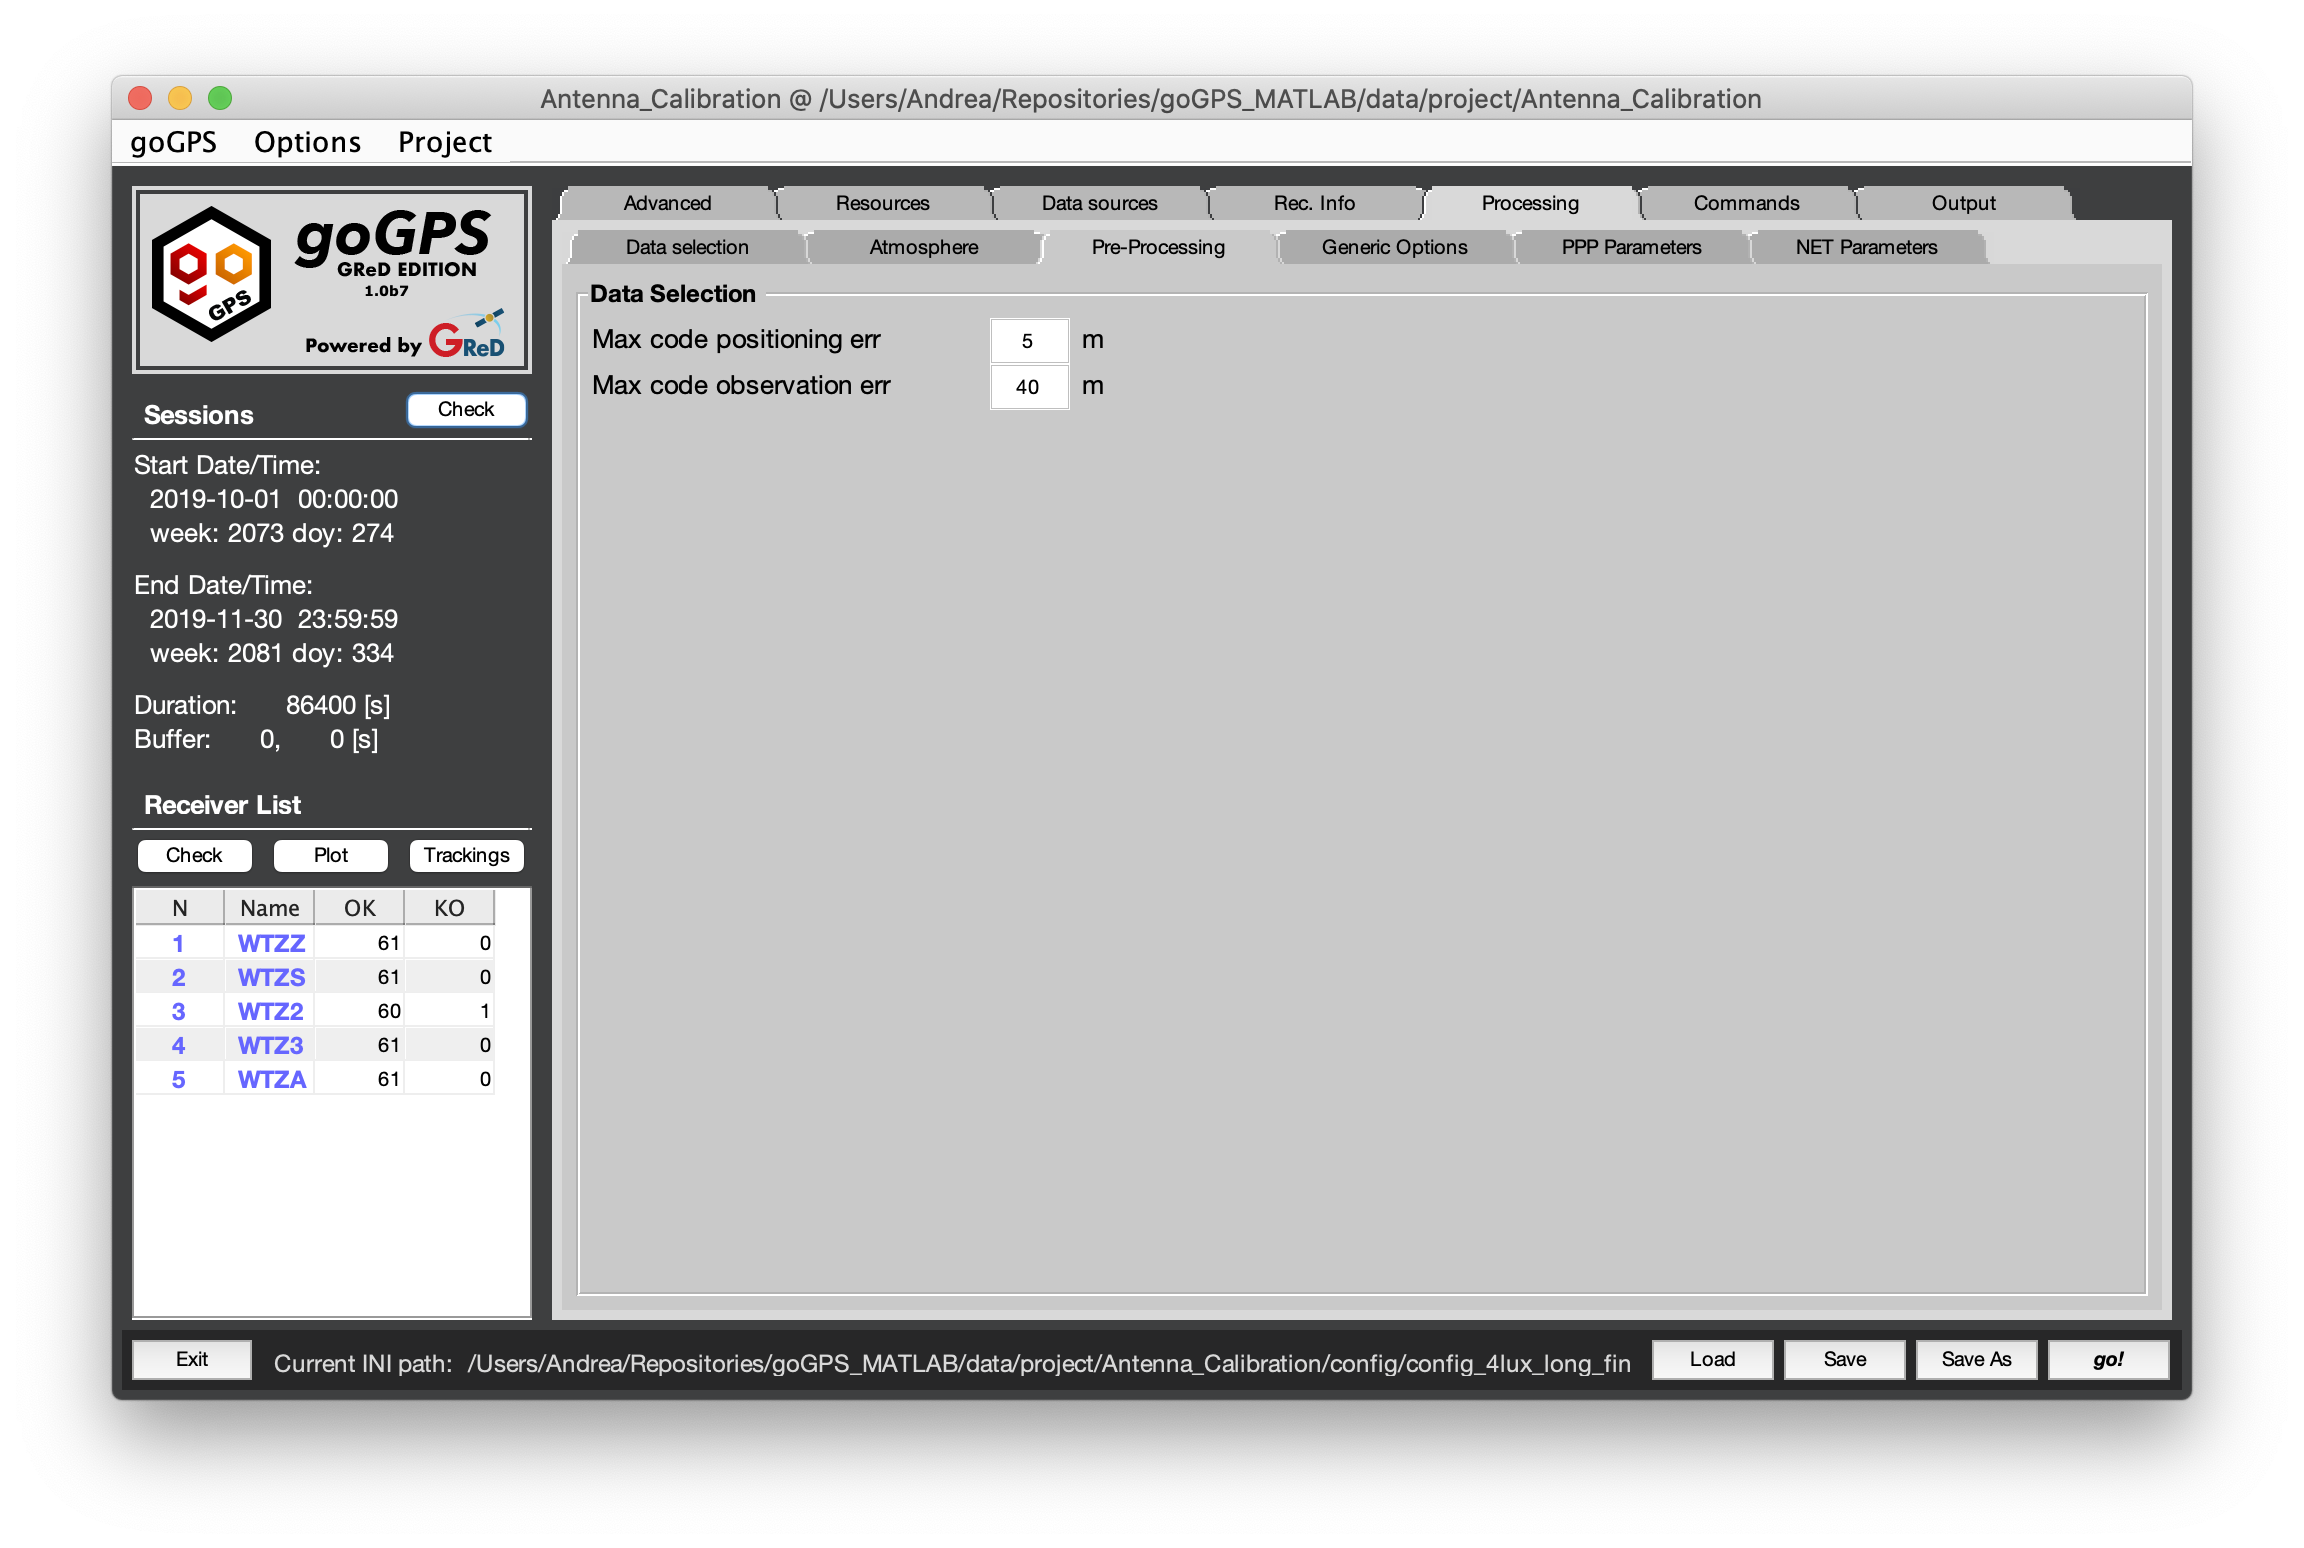 Antenna_Calibration @ /Users/Andrea/Repositories/goGPS_MATLAB/data/project/Antenna_Calibration
goGPS Options Project
go
g
GPS
goGPS
GReD EDITION
1.0b7
Powered by GReD
Advanced Resources Data sources Rec. Info Processing Commands Output
Data selection Atmosphere Pre-Processing Generic Options PPP Parameters NET Parameters
Data Selection
Max code positioning err 5 m
Max code observation err 40 m
Sessions Check
Start Date/Time:
2019-10-01 00:00:00
week: 2073 doy: 274
End Date/Time:
2019-11-30 23:59:59
week: 2081 doy: 334
Duration: 86400 [s]
Buffer: 0, 0 [s]
Receiver List
Check Plot Trackings
N Name OK KO
1 WTZZ 61 0
2 WTZS 61 0
3 WTZ2 60 1
4 WTZ3 61 0
5 WTZA 61 0
Exit Current INI path: /Users/Andrea/Repositories/goGPS_MATLAB/data/project/Antenna_Calibration/config/config_4lux_long_fin Load Save Save As go!